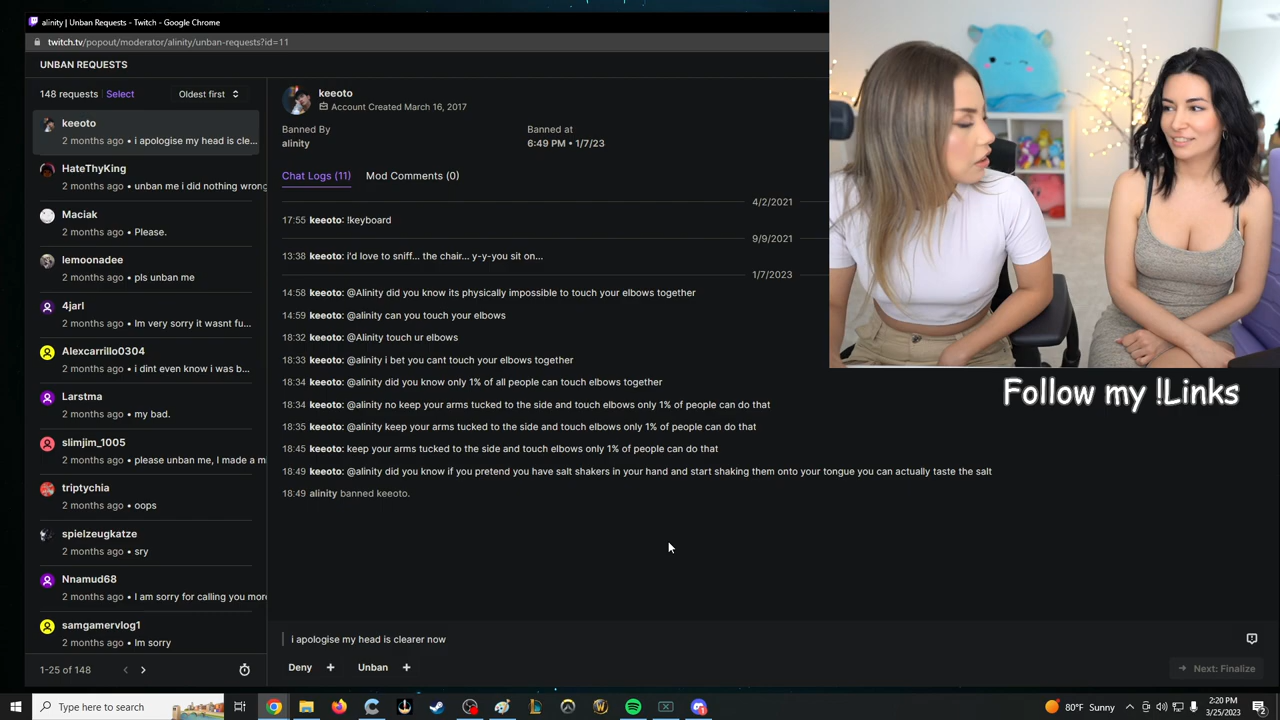 alinity | Unban Requests - Twitch - Google Chrome
twitch.tv/popout/moderator/alinity/unban-requests?id=11
UNBAN REQUESTS
148 requests Select Oldest first
keeoto
2 months ago • i apologise my head is cle...
HateThyKing
2 months ago • unban me i did nothing wrong
Maciak
2 months ago • Please.
lemoonadee
2 months ago • pls unban me
4jarl
2 months ago • Im very sorry it wasnt fu...
Alexcarrillo0304
2 months ago • i dint even know i was b...
Larstma
2 months ago • my bad.
slimjim_1005
2 months ago • please unban me, I made a m
triptychia
2 months ago • oops
spielzeugkatze
2 months ago • sry
Nnamud68
2 months ago • I am sorry for calling you mor
samgamervlog1
2 months ago • Im sorry
1-25 of 148
keeoto
Account Created March 16, 2017
Banned By
alinity
Banned at
6:49 PM • 1/7/23
Chat Logs (11) Mod Comments (0)
4/2/2021
17:55 keeoto: !keyboard
9/9/2021
13:38 keeoto: i'd love to sniff... the chair... y-y-you sit on...
1/7/2023
14:58 keeoto: @Alinity did you know its physically impossible to touch your elbows together
14:59 keeoto: @alinity can you touch your elbows
18:32 keeoto: @Alinity touch ur elbows
18:33 keeoto: @alinity i bet you cant touch your elbows together
18:34 keeoto: @alinity did you know only 1% of all people can touch elbows together
18:34 keeoto: @alinity no keep your arms tucked to the side and touch elbows only 1% of people can do that
18:35 keeoto: @alinity keep your arms tucked to the side and touch elbows only 1% of people can do that
18:45 keeoto: keep your arms tucked to the side and touch elbows only 1% of people can do that
18:49 keeoto: @alinity did you know if you pretend you have salt shakers in your hand and start shaking them onto your tongue you can actually taste the salt
18:49 alinity banned keeoto.
i apologise my head is clearer now
Deny + Unban +
Next: Finalize
Follow my !Links
Type here to search
80°F Sunny
2:20 PM
3/25/2023
2